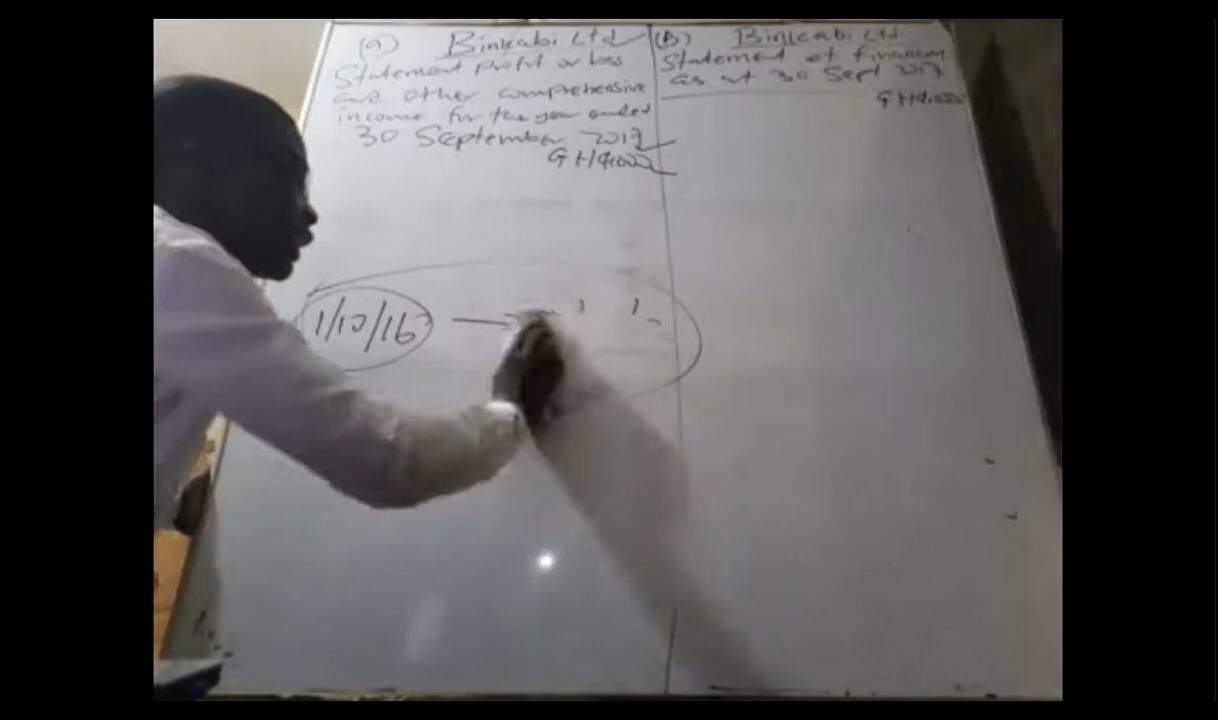 (a) Binkabi Ltd
Statement profit or loss
and other comprehensive
income for the year ended
30 September 2017
GH¢,000
(b) Binkabi Ltd
Statement of financial
as at 30 Sept 2017
GH¢,000
1/10/16 —